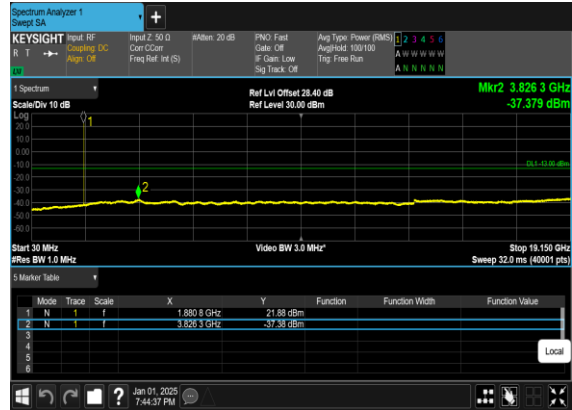 Spectrum Analyzer 1
Swept SA
+
KEYSIGHT Input: RF Input Z: 50 Ω #Atten: 20 dB PNO: Fast Avg Type: Power (RMS) 1 2 3 4 5 6
R T Coupling: DC Corr CCorr Gate: Off Avg|Hold: 100/100 A W W W W W
Align: Off Freq Ref: Int (S) IF Gain: Low Trig: Free Run
Sig Track: Off A N N N N N
1 Spectrum Ref Lvl Offset 28.40 dB Mkr2 3.826 3 GHz
Scale/Div 10 dB Ref Level 30.00 dBm -37.379 dBm
Log
1
20.0
10.0
0.00
-10.0 DL1 -13.00 dBm
-20.0
-30.0 2
-40.0
-50.0
-60.0
Start 30 MHz Video BW 3.0 MHz* Stop 19.150 GHz
#Res BW 1.0 MHz Sweep 32.0 ms (40001 pts)
5 Marker Table
Mode Trace Scale X Y Function Function Width Function Value
1 N 1 f 1.880 8 GHz 21.88 dBm
2 N 1 f 3.826 3 GHz -37.38 dBm
3
4
5
6
Local
? Jan 01, 2025
7:44:37 PM